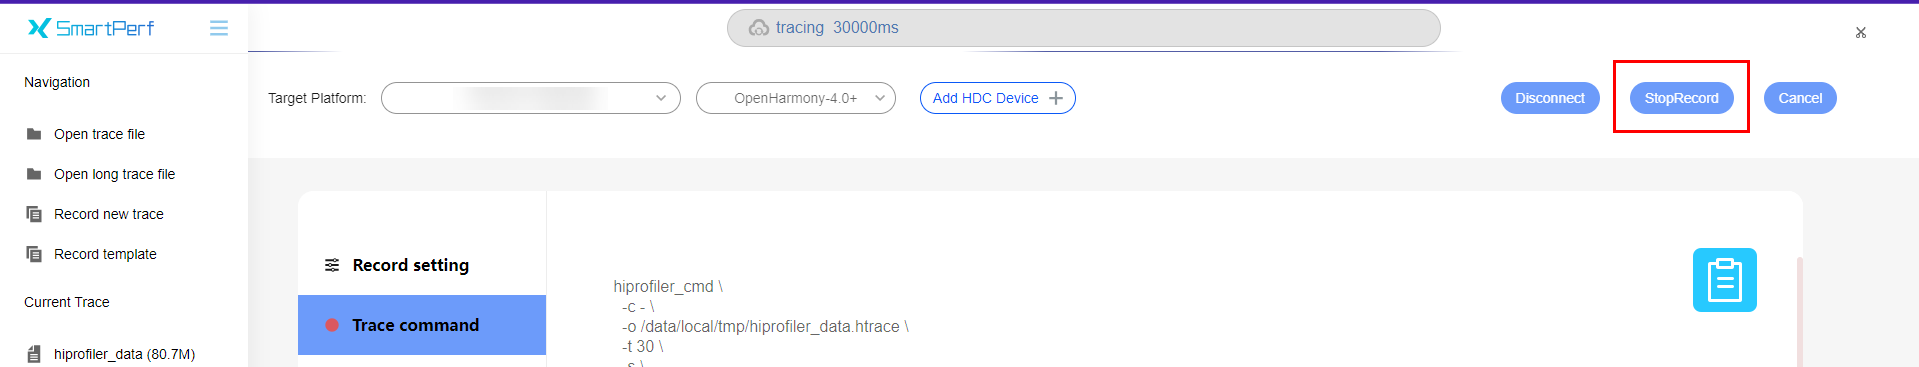 SmartPerf
tracing 30000ms
Navigation
Target Platform:
OpenHarmony-4.0+
Add HDC Device
Disconnect
StopRecord
Cancel
Open trace file
Open long trace file
Record new trace
Record template
Current Trace
hiprofiler_data (80.7M)
Record setting
Trace command
hiprofiler_cmd \
-c - \
-o /data/local/tmp/hiprofiler_data.htrace \
-t 30 \
-s \